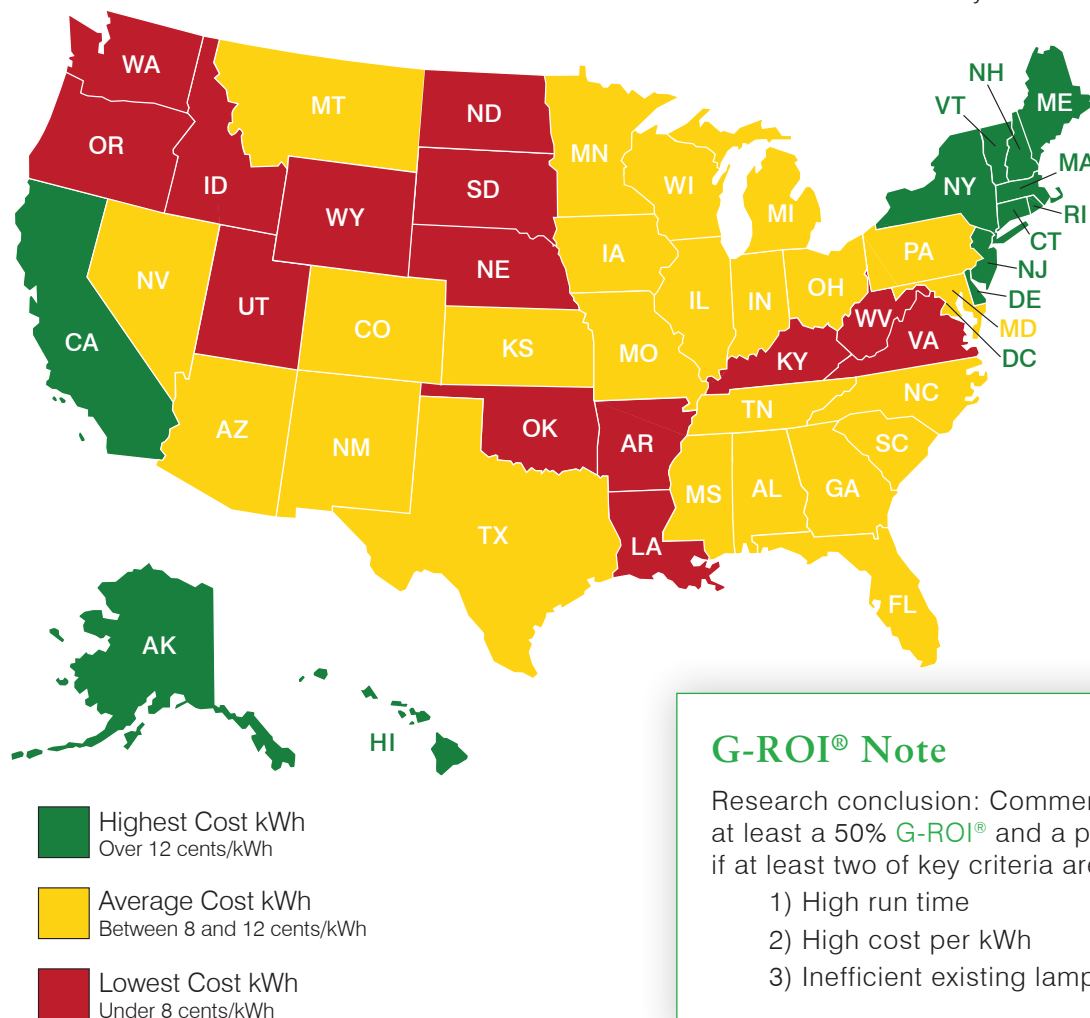 WA
MT
ND
MN
OR
ID
SD
WI
MI
WY
NE
IA
NV
UT
CO
IL
IN
OH
PA
NY
VT
NH
ME
MA
RI
CT
NJ
DE
MD
DC
CA
KS
MO
KY
WV
VA
AZ
NM
OK
AR
TN
NC
SC
TX
LA
MS
AL
GA
FL
AK
HI
Highest Cost kWh
Over 12 cents/kWh
Average Cost kWh
Between 8 and 12 cents/kWh
Lowest Cost kWh
Under 8 cents/kWh
G-ROI® Note
Research conclusion:
at least a 50% G-ROI® and a
if at least two of key criteria
1) High run time
2) High cost per kWh
3) Inefficient existing